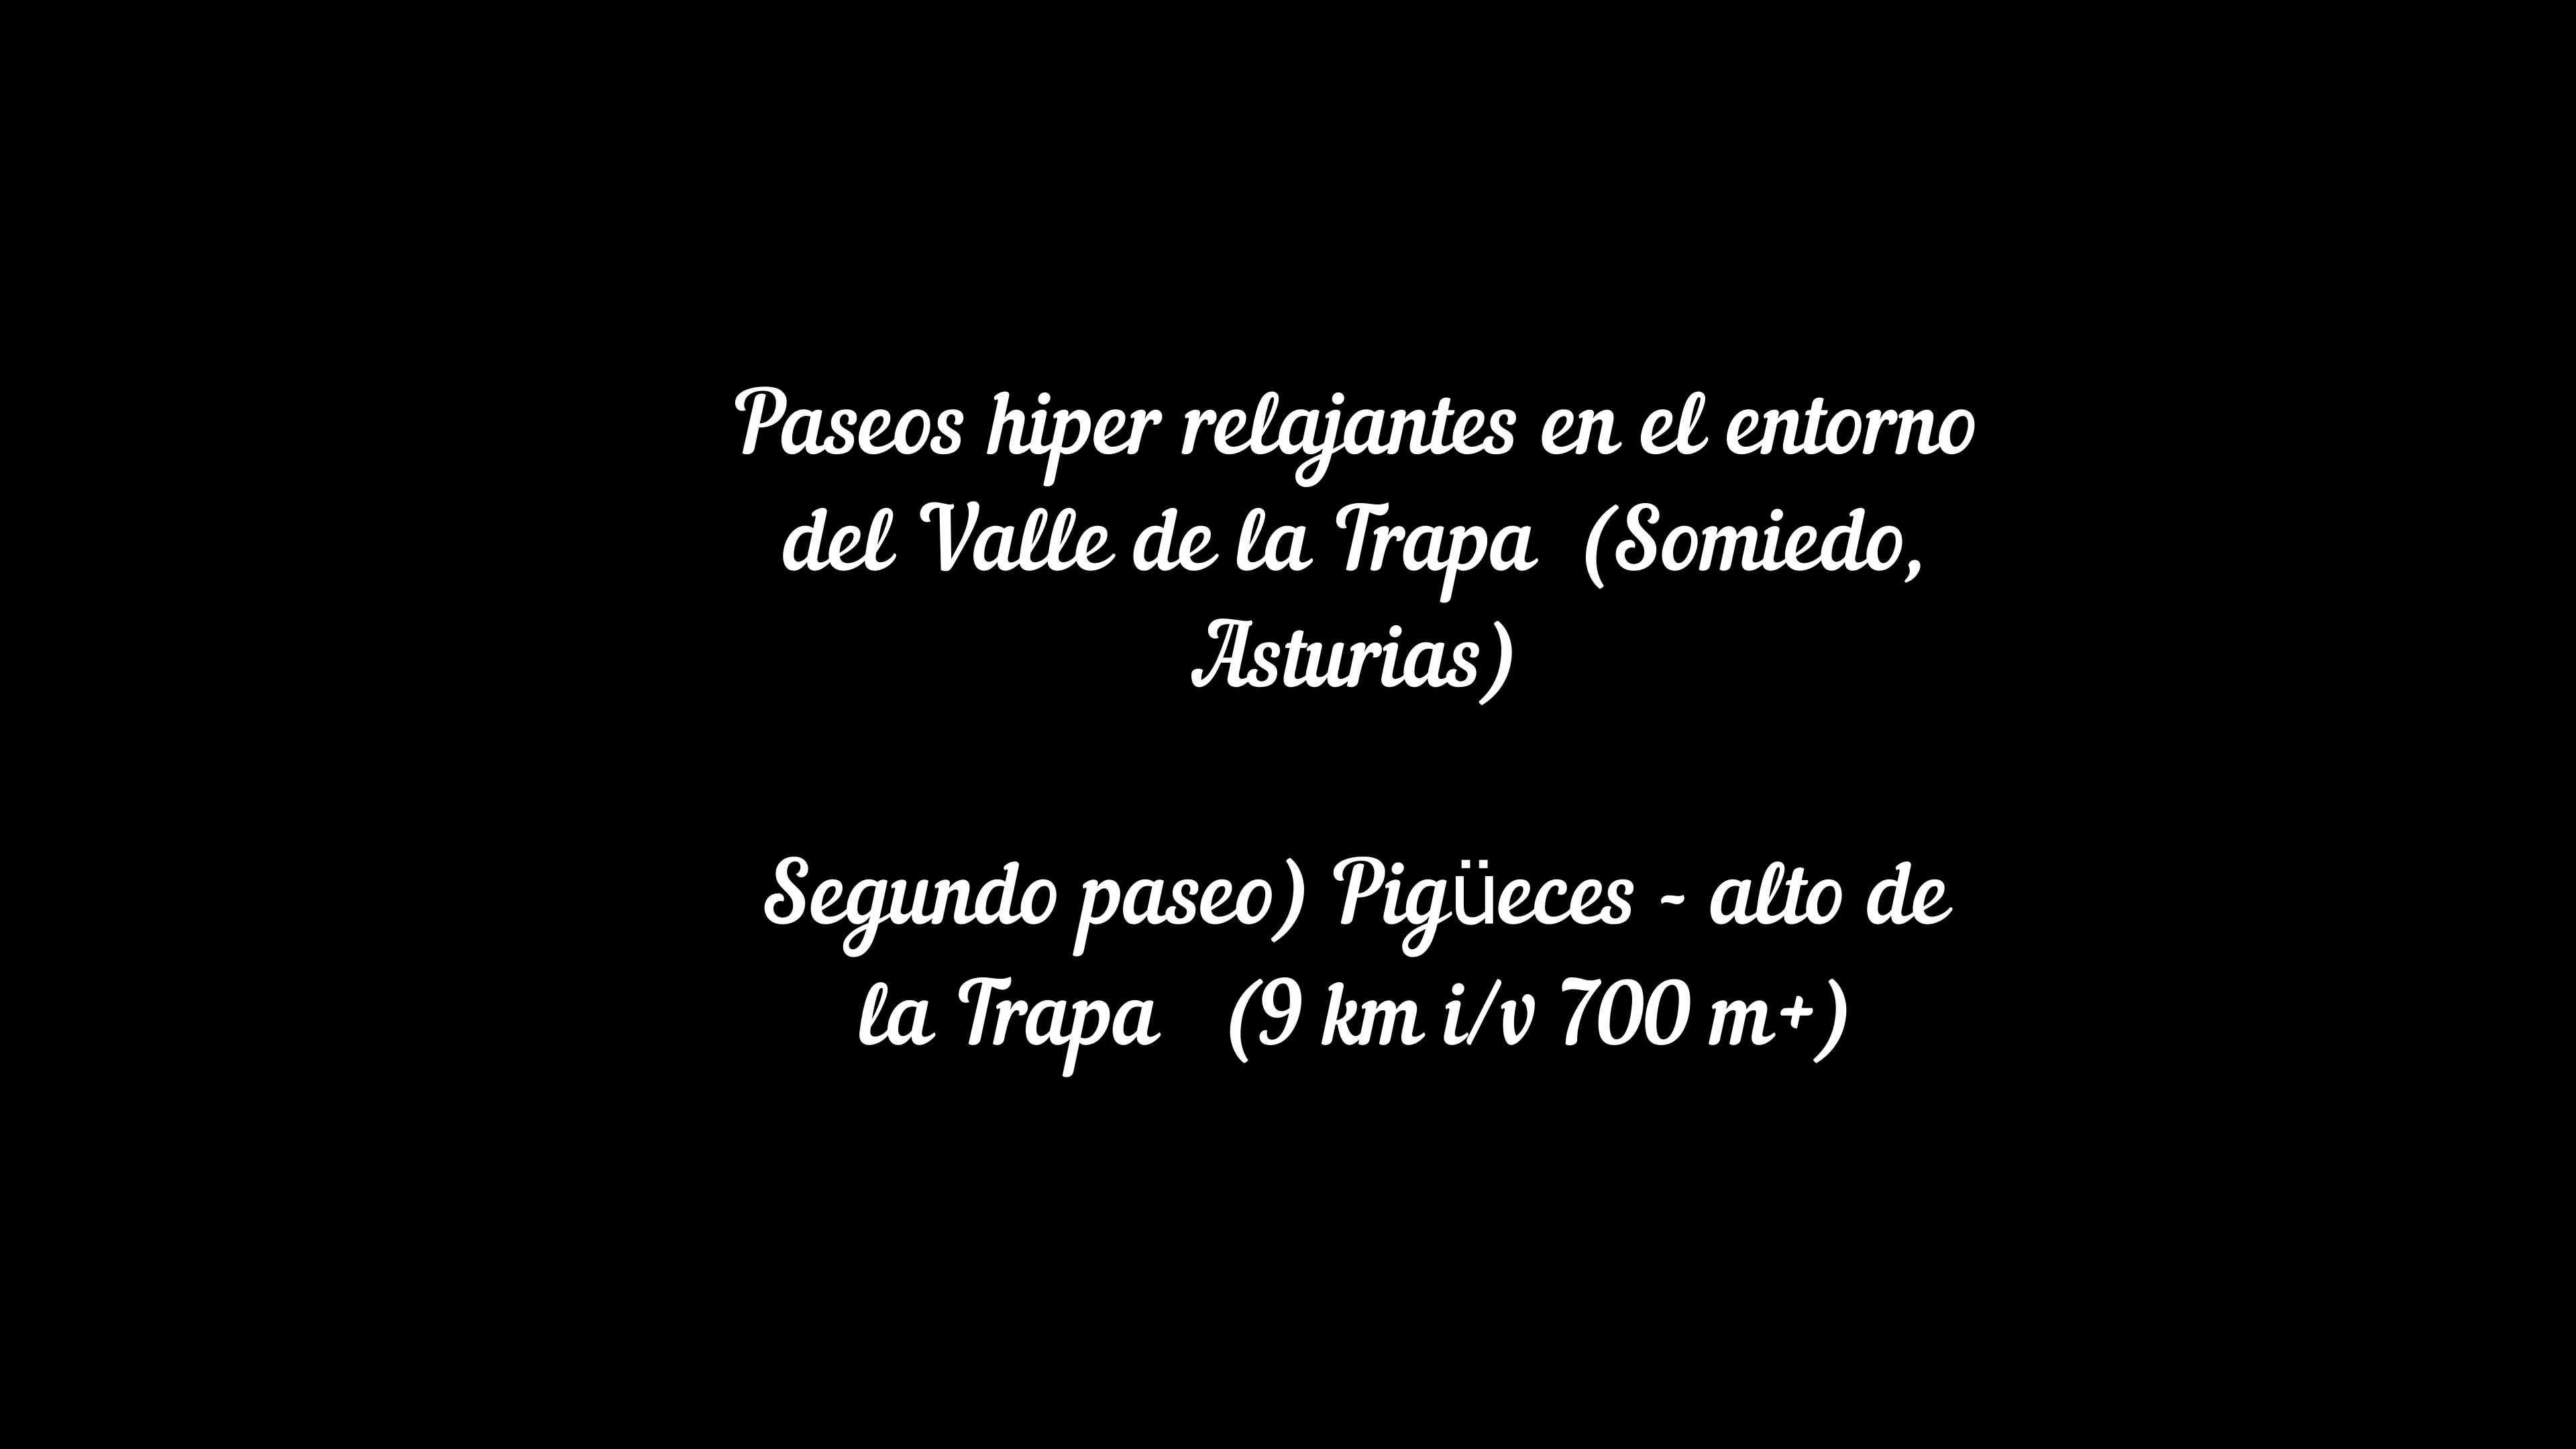 Paseos hiper relajantes en el entorno
del Valle de la Trapa (Somiedo,
Asturias)
Segundo paseo) Pigüeces - alto de
la Trapa (9 km i/v 700 m+)